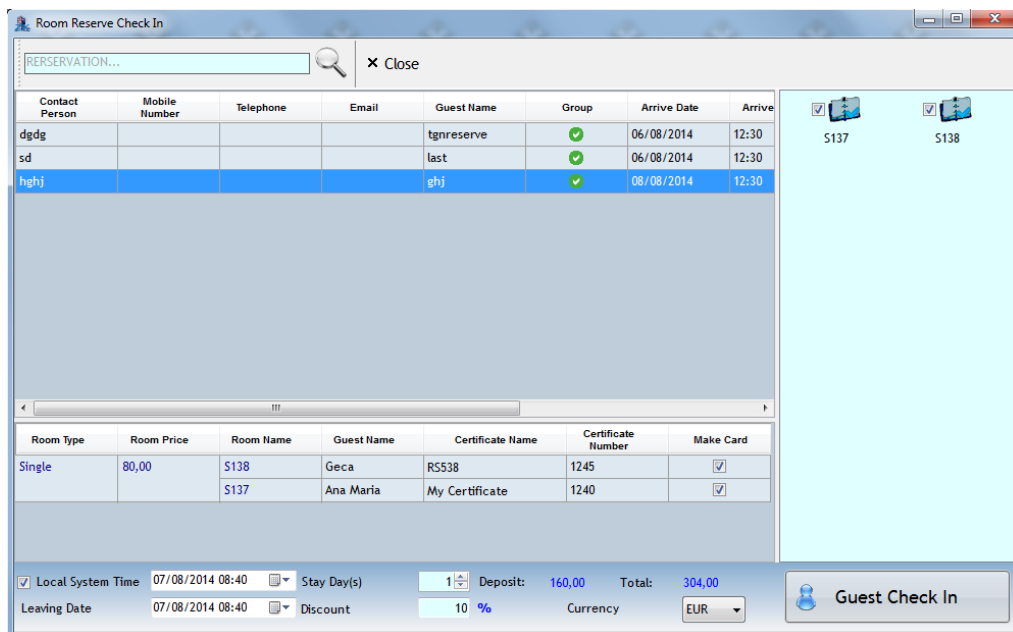 Room Reserve Check In
RERSERVATION...
× Close
Contact Person Mobile Number Telephone Email Guest Name Group Arrive Date Arrive
dgdg tgnreserve 06/08/2014 12:30
sd last 06/08/2014 12:30
hghj ghj 08/08/2014 12:30
S137 S138
Room Type Room Price Room Name Guest Name Certificate Name Certificate Number Make Card
Single 80,00 S138 Geca RS538 1245
S137 Ana Maria My Certificate 1240
Local System Time 07/08/2014 08:40 Stay Day(s) 1 Deposit: 160,00 Total: 304,00
Leaving Date 07/08/2014 08:40 Discount 10 % Currency EUR
Guest Check In